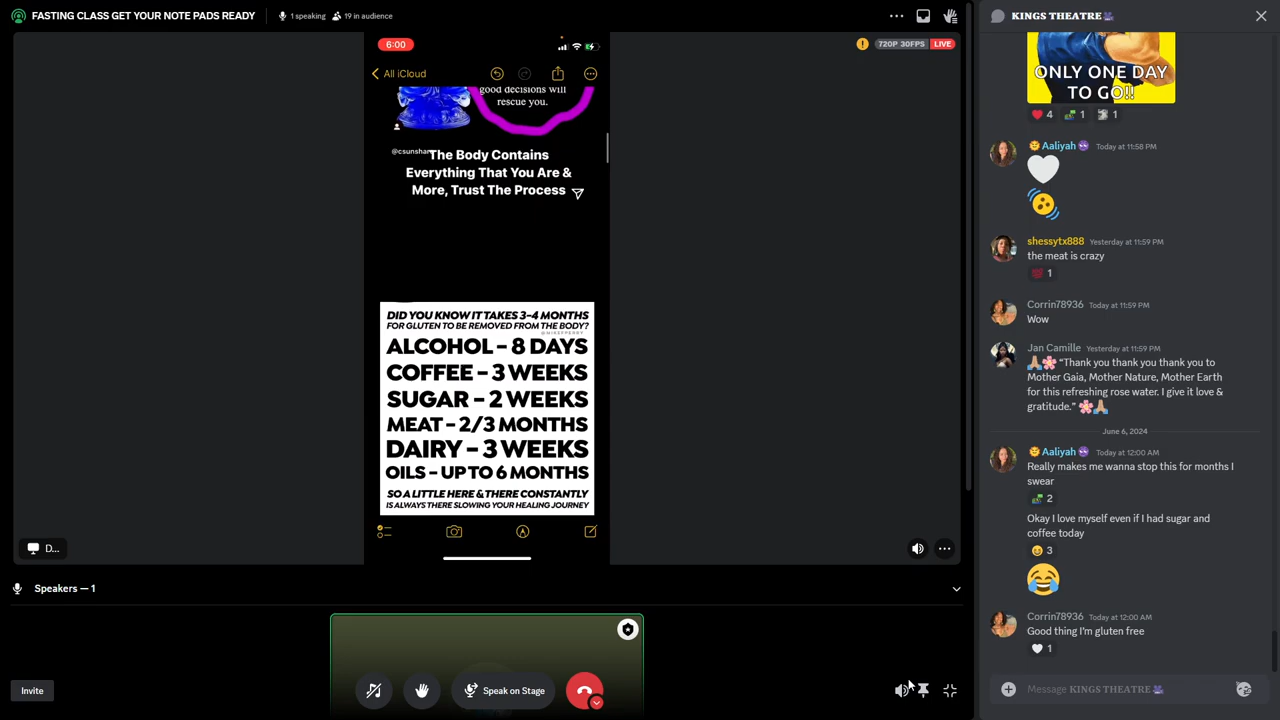 FASTING CLASS GET YOUR NOTE PADS READY
1 speaking
19 in audience
6:00
All iCloud
720P 30FPS
LIVE
good decisions will
rescue you.
@csunshan
The Body Contains
Everything That You Are &
More, Trust The Process
DID YOU KNOW IT TAKES 3-4 MONTHS
FOR GLUTEN TO BE REMOVED FROM THE BODY?
ALCOHOL - 8 DAYS
COFFEE - 3 WEEKS
SUGAR - 2 WEEKS
MEAT - 2/3 MONTHS
DAIRY - 3 WEEKS
OILS - UP TO 6 MONTHS
SO A LITTLE HERE & THERE CONSTANTLY
IS ALWAYS THERE SLOWING YOUR HEALING JOURNEY
D...
Speakers — 1
Invite
Speak on Stage
KINGS THEATRE
ONLY ONE DAY
TO GO!!
4
1
1
Aaliyah Today at 11:58 PM
shessytx888 Yesterday at 11:59 PM
the meat is crazy
1
Corrin78936 Today at 11:59 PM
Wow
Jan Camille Yesterday at 11:59 PM
🙏🏽🌸 “Thank you thank you thank you to
Mother Gaia, Mother Nature, Mother Earth
for this refreshing rose water. I give it love &
gratitude.” 🌸🙏🏽
June 6, 2024
Aaliyah Today at 12:00 AM
Really makes me wanna stop this for months I
swear
2
Okay I love myself even if I had sugar and
coffee today
3
Corrin78936 Today at 12:00 AM
Good thing I'm gluten free
1
Message KINGS THEATRE